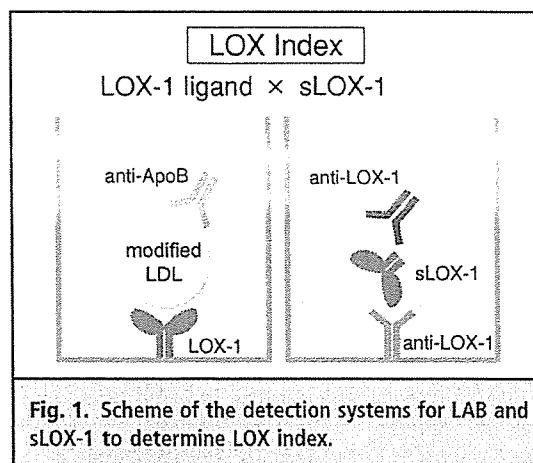 LOX Index
LOX-1 ligand × sLOX-1
anti-ApoB
modified
LDL
LOX-1
anti-LOX-1
sLOX-1
anti-LOX-1
Fig. 1. Scheme of the detection systems for LAB and
sLOX-1 to determine LOX index.